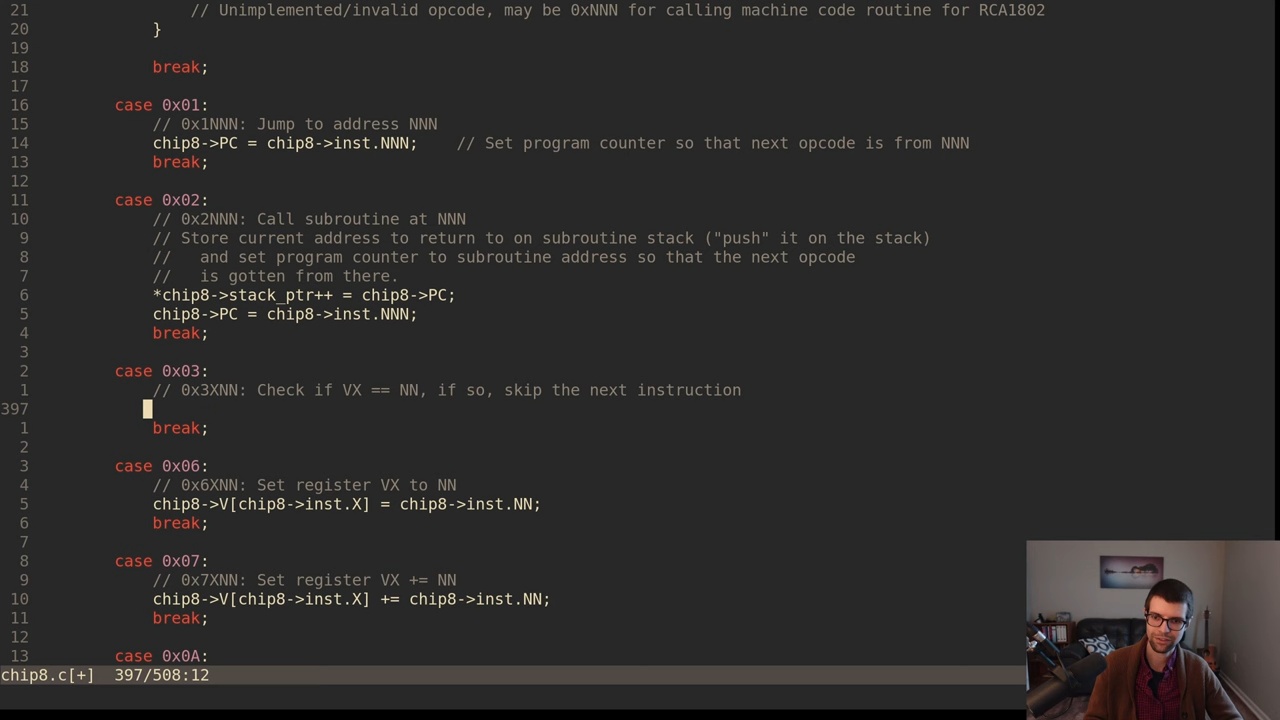 21                 // Unimplemented/invalid opcode, may be 0xNNN for calling machine code routine for RCA1802
20             }
19
18             break;
17
16         case 0x01:
15             // 0x1NNN: Jump to address NNN
14             chip8->PC = chip8->inst.NNN;    // Set program counter so that next opcode is from NNN
13             break;
12
11         case 0x02:
10             // 0x2NNN: Call subroutine at NNN
9             // Store current address to return to on subroutine stack ("push" it on the stack)
8             //   and set program counter to subroutine address so that the next opcode
7             //   is gotten from there.
6             *chip8->stack_ptr++ = chip8->PC;
5             chip8->PC = chip8->inst.NNN;
4             break;
3
2         case 0x03:
1             // 0x3XNN: Check if VX == NN, if so, skip the next instruction
397
1             break;
2
3         case 0x06:
4             // 0x6XNN: Set register VX to NN
5             chip8->V[chip8->inst.X] = chip8->inst.NN;
6             break;
7
8         case 0x07:
9             // 0x7XNN: Set register VX += NN
10             chip8->V[chip8->inst.X] += chip8->inst.NN;
11             break;
12
13         case 0x0A:
chip8.c[+]  397/508:12